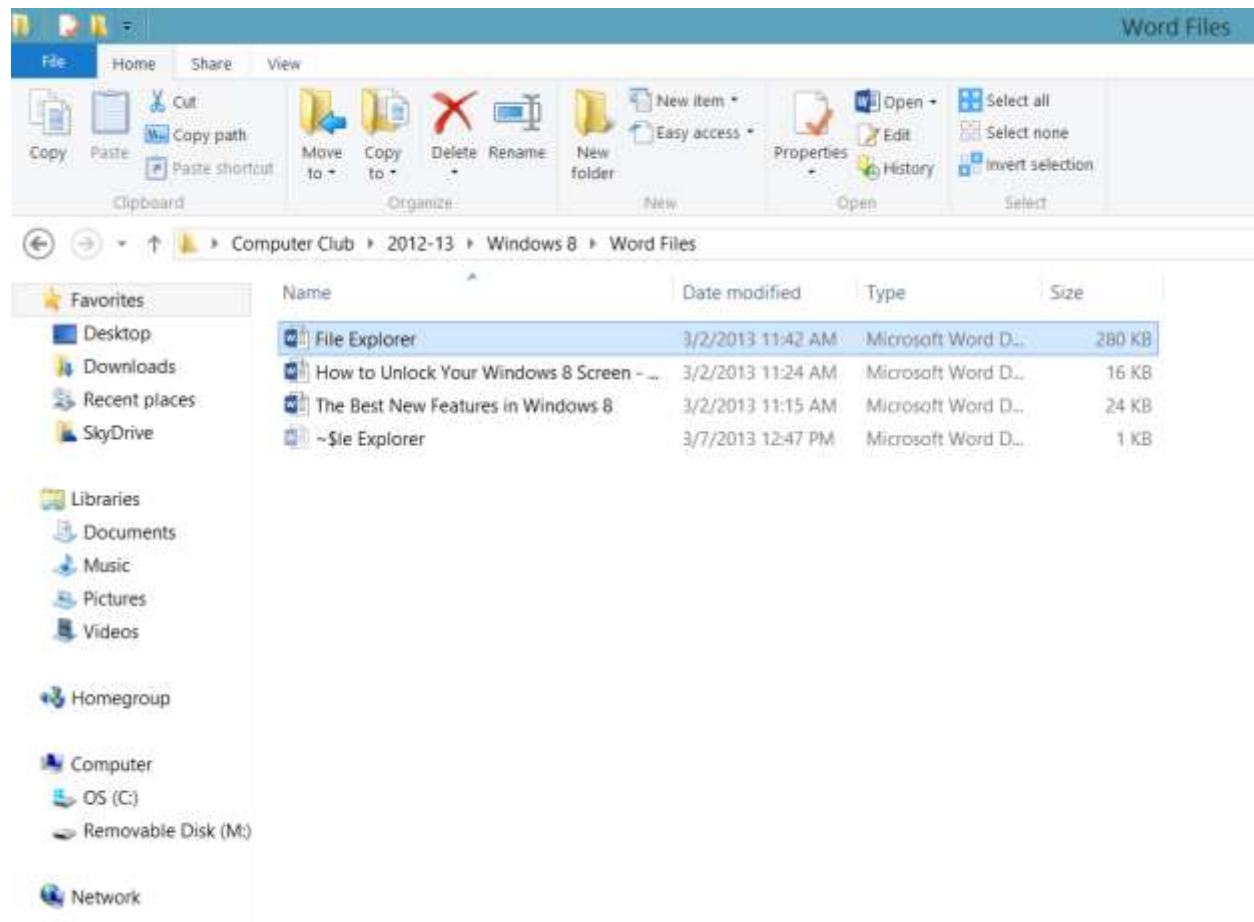 Word Files
File Home Share View
Copy
Paste
Cut
Copy path
Paste shortcut
Clipboard
Move to
Copy to
Delete
Rename
Organize
New folder
New item
Easy access
New
Properties
Open
Edit
History
Open
Select all
Select none
Invert selection
Select
Computer Club 2012-13 Windows 8 Word Files
Favorites
Desktop
Downloads
Recent places
SkyDrive
Libraries
Documents
Music
Pictures
Videos
Homegroup
Computer
OS (C:)
Removable Disk (M:)
Network
Name Date modified Type Size
File Explorer 3/2/2013 11:42 AM Microsoft Word D... 280 KB
How to Unlock Your Windows 8 Screen - ... 3/2/2013 11:24 AM Microsoft Word D... 16 KB
The Best New Features in Windows 8 3/2/2013 11:15 AM Microsoft Word D... 24 KB
~$le Explorer 3/7/2013 12:47 PM Microsoft Word D... 1 KB